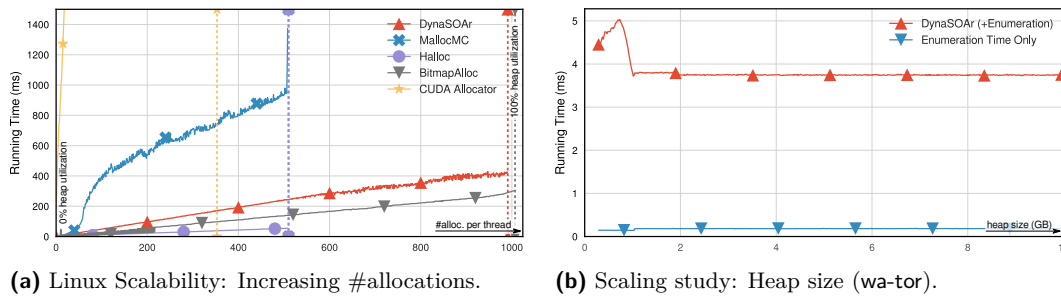 1400
1200
1000
800
600
400
200
0
Running Time (ms)
0% heap utilization
DynaSOAr
MallocMC
Halloc
BitmapAlloc
CUDA Allocator
100% heap utilization
#alloc. per thread
0
200
400
600
800
1000
(a) Linux Scalability: Increasing #allocations.
5
4
3
2
1
0
Running Time (ms)
DynaSOAr (+Enumeration)
Enumeration Time Only
heap size (GB)
2
4
6
8
(b) Scaling study: Heap size (wa-tor).